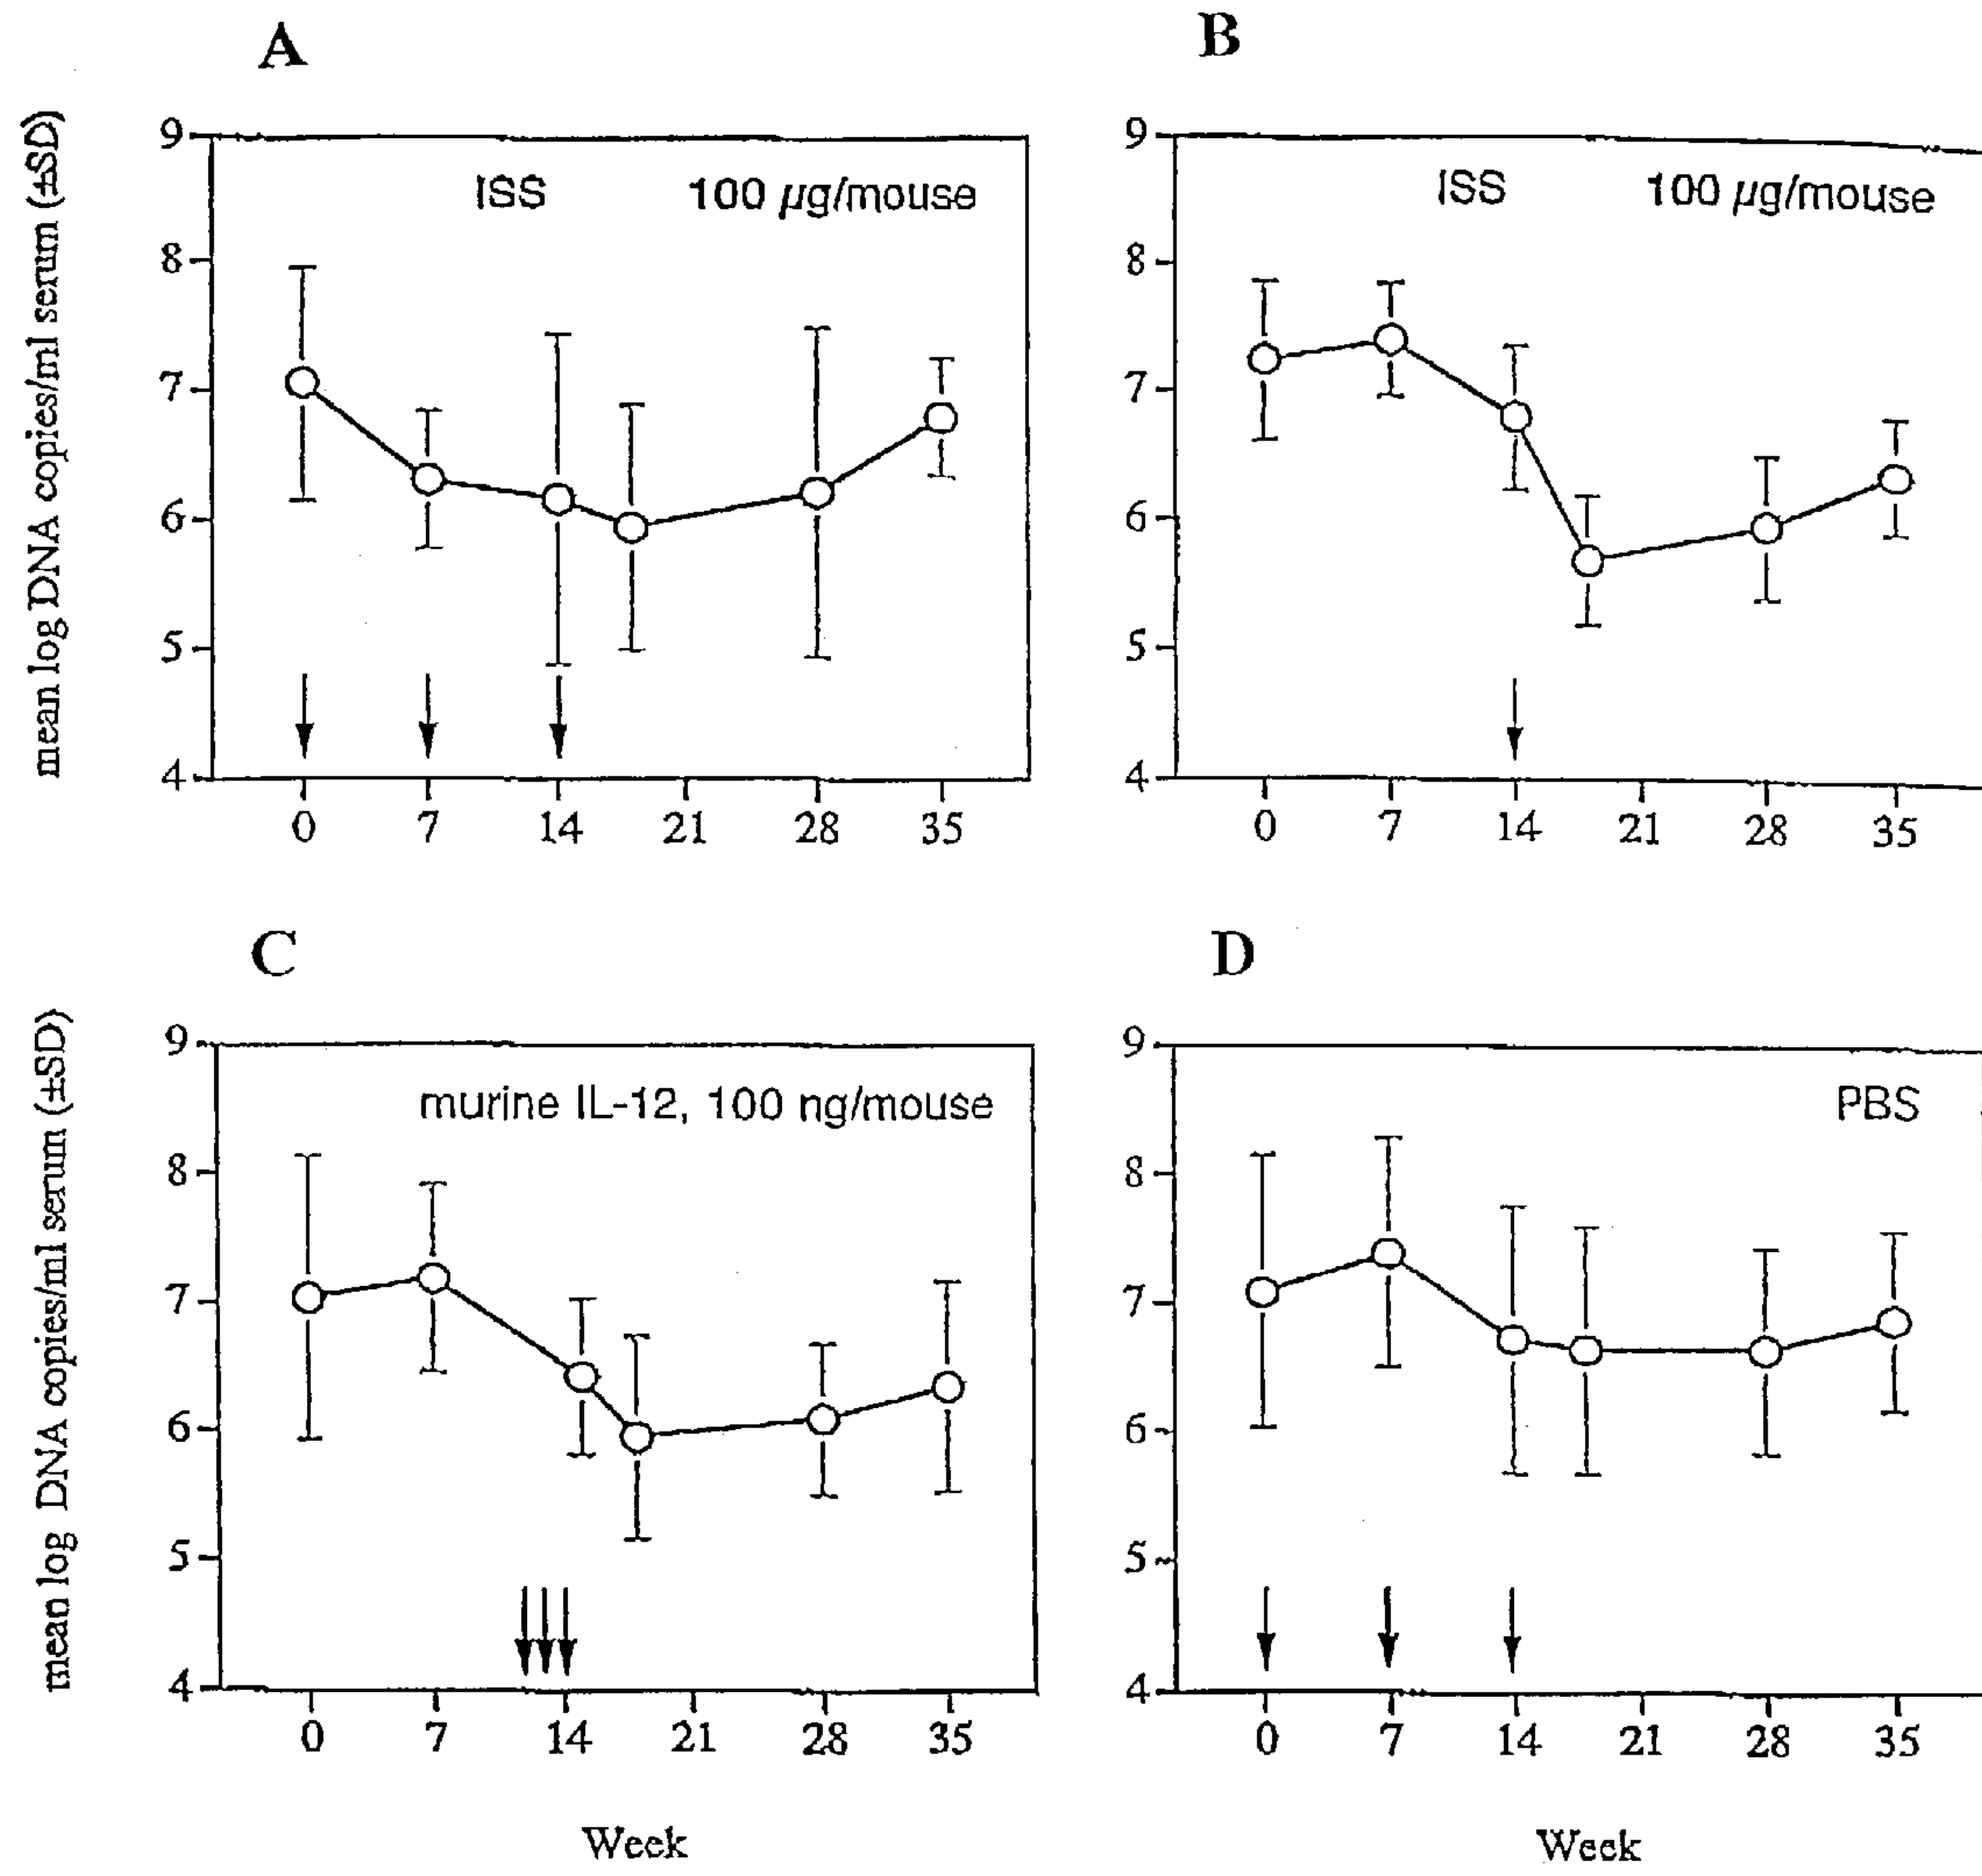 A
mean log DNA copies/ml serum (±SD)
ISS 100 µg/mouse
9
8
7
6
5
4
0 7 14 21 28 35
B
ISS 100 µg/mouse
9
8
7
6
5
4
0 7 14 21 28 35
C
mean log DNA copies/ml serum (±SD)
murine IL-12, 100 ng/mouse
9
8
7
6
5
4
0 7 14 21 28 35
Week
D
PBS
9
8
7
6
5
4
0 7 14 21 28 35
Week